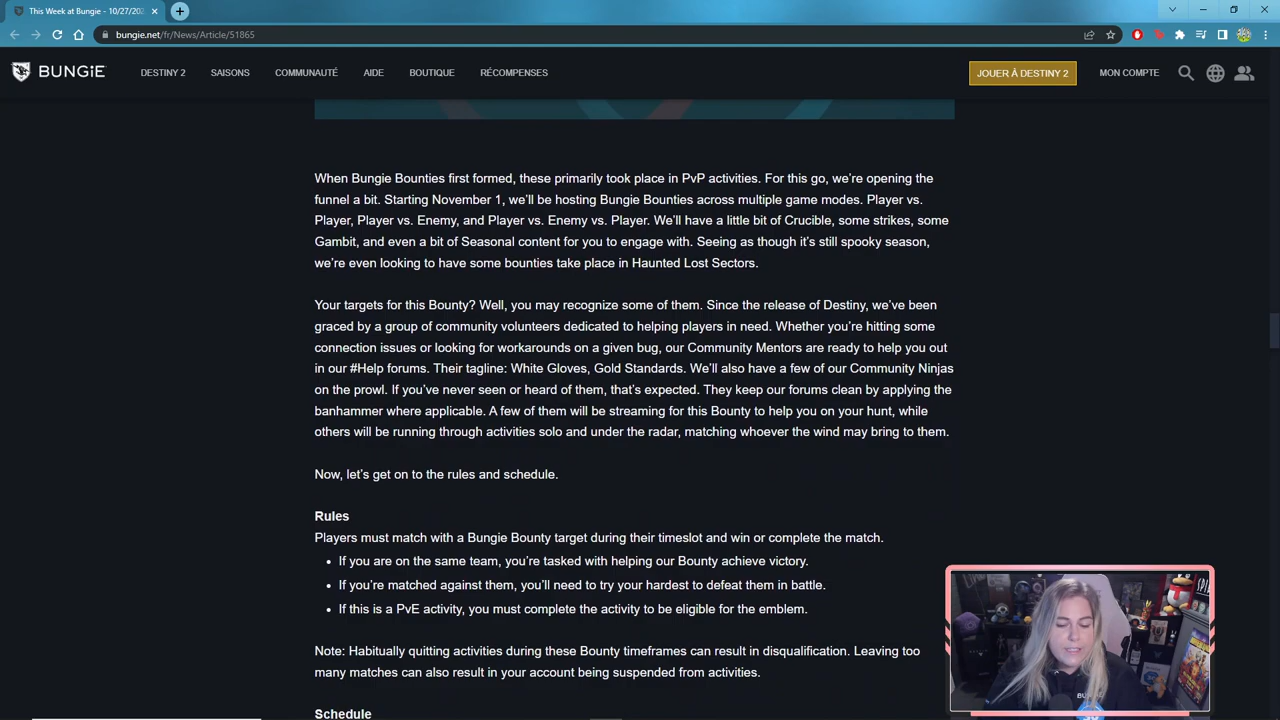 This Week at Bungie - 10/27/202
bungie.net/fr/News/Article/51865
BUNGiE
DESTINY 2
SAISONS
COMMUNAUTÉ
AIDE
BOUTIQUE
RÉCOMPENSES
JOUER À DESTINY 2
MON COMPTE
When Bungie Bounties first formed, these primarily took place in PvP activities. For this go, we’re opening the
funnel a bit. Starting November 1, we’ll be hosting Bungie Bounties across multiple game modes. Player vs.
Player, Player vs. Enemy, and Player vs. Enemy vs. Player. We’ll have a little bit of Crucible, some strikes, some
Gambit, and even a bit of Seasonal content for you to engage with. Seeing as though it’s still spooky season,
we’re even looking to have some bounties take place in Haunted Lost Sectors.
Your targets for this Bounty? Well, you may recognize some of them. Since the release of Destiny, we’ve been
graced by a group of community volunteers dedicated to helping players in need. Whether you’re hitting some
connection issues or looking for workarounds on a given bug, our Community Mentors are ready to help you out
in our #Help forums. Their tagline: White Gloves, Gold Standards. We’ll also have a few of our Community Ninjas
on the prowl. If you’ve never seen or heard of them, that’s expected. They keep our forums clean by applying the
banhammer where applicable. A few of them will be streaming for this Bounty to help you on your hunt, while
others will be running through activities solo and under the radar, matching whoever the wind may bring to them.
Now, let’s get on to the rules and schedule.
Rules
Players must match with a Bungie Bounty target during their timeslot and win or complete the match.
• If you are on the same team, you’re tasked with helping our Bounty achieve victory.
• If you’re matched against them, you’ll need to try your hardest to defeat them in battle.
• If this is a PvE activity, you must complete the activity to be eligible for the emblem.
Note: Habitually quitting activities during these Bounty timeframes can result in disqualification. Leaving too
many matches can also result in your account being suspended from activities.
Schedule